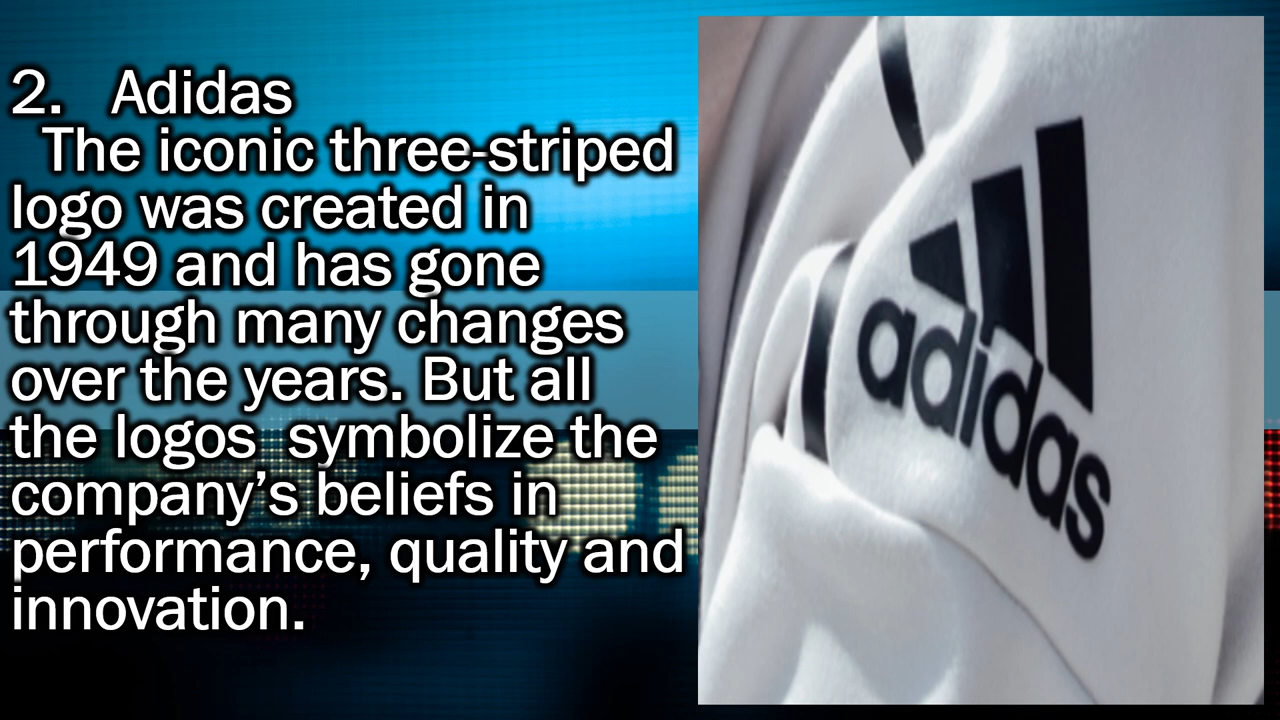 2. Adidas
The iconic three-striped
logo was created in
1949 and has gone
through many changes
over the years. But all
the logos symbolize the
company’s beliefs in
performance, quality and
innovation.
adidas